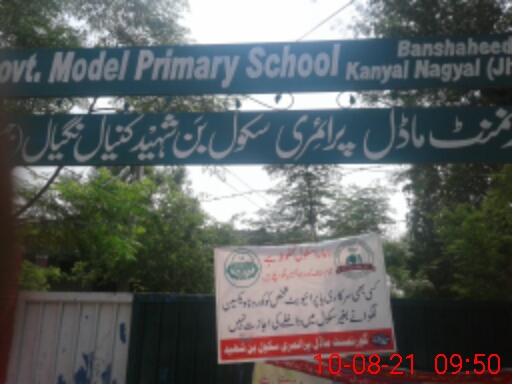 ovt. Model Primary School
Banshaheed
Kanyal Nagyal (Jh
نمنٹ ماڈل پرائمری سکول بن شہید کنیال نگیال
کسی بھی سرکاری یا پرائیویٹ شخص کو کورونا ویکسین
لگوائے بغیر سکول میں داخلے کی اجازت نہیں
گورنمنٹ ماڈل پرائمری سکول بن شہید
10-08-21 09:50